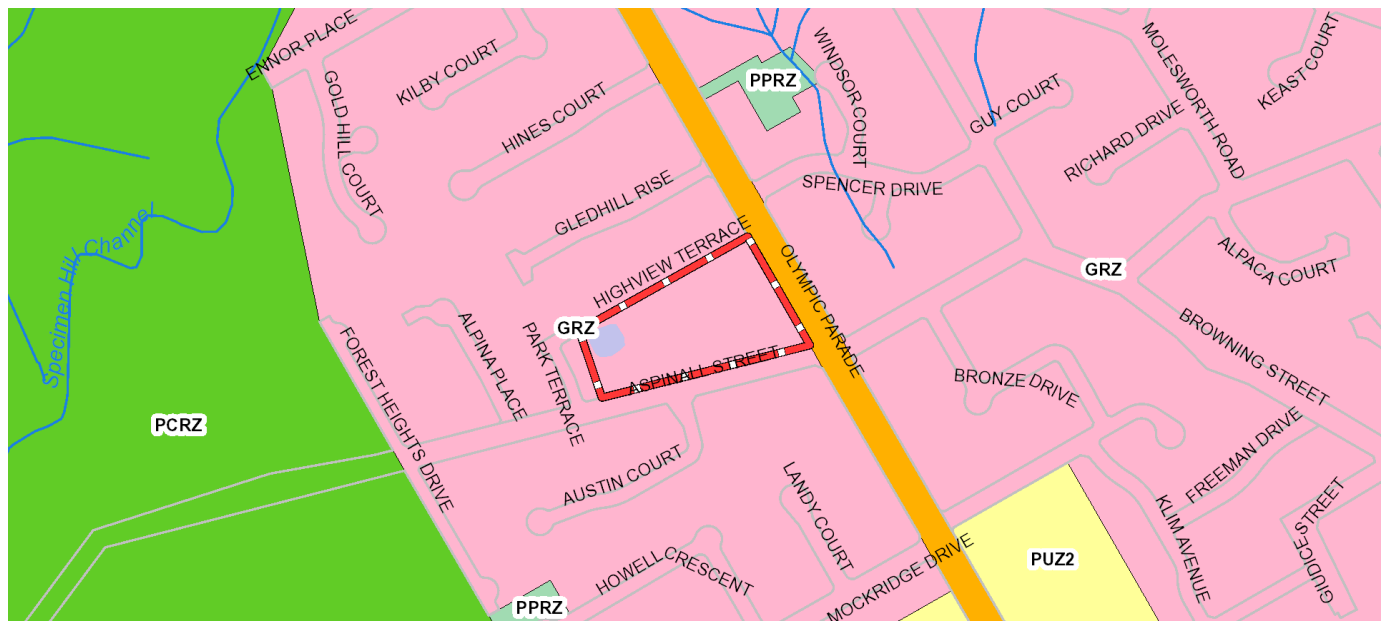 ENNOR PLACE
KILBY COURT
GOLD HILL COURT
HINES COURT
PPRZ
WINDSOR COURT
GUY COURT
MOLESWORTH ROAD
KEAST COURT
RICHARD DRIVE
GLEDHILL RISE
SPENCER DRIVE
Specimen Hill Channel
HIGHVIEW TERRACE
OLYMPIC PARADE
GRZ
ALPACA COURT
GRZ
ALPINA PLACE
PARK TERRACE
ASPINALL STREET
FOREST HEIGHTS DRIVE
BRONZE DRIVE
BROWNING STREET
PCRZ
AUSTIN COURT
LANDY COURT
FREEMAN DRIVE
KLIM AVENUE
GIUDICE STREET
HOWELL CRESCENT
MOCKRIDGE DRIVE
PUZ2
PPRZ